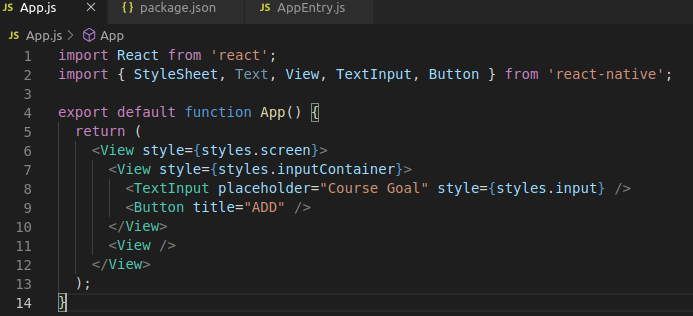 JS App.js × {} package.json JS AppEntry.js
JS App.js > App
1 import React from 'react';
2 import { StyleSheet, Text, View, TextInput, Button } from 'react-native';
3
4 export default function App() {
5   return (
6     <View style={styles.screen}>
7       <View style={styles.inputContainer}>
8         <TextInput placeholder="Course Goal" style={styles.input} />
9         <Button title="ADD" />
10       </View>
11       <View />
12     </View>
13   );
14 }